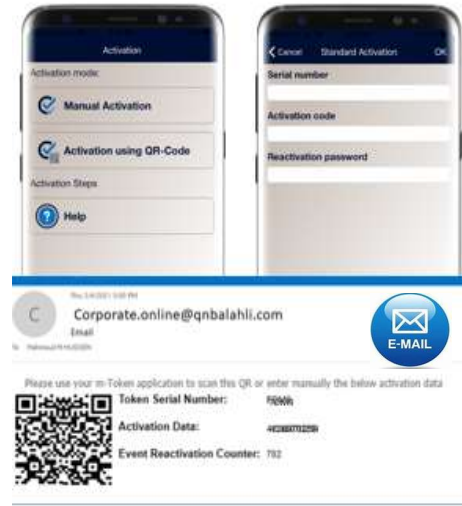 Activation
Activation mode:
Manual Activation
Activation using QR-Code
Activation Steps
Help
Cancel Standard Activation OK
Serial number
Activation code
Reactivation password
C
Corporate.online@qnbalahli.com
Email
E-MAIL
Please use your m-Token application to scan this QR or enter manually the below activation data
Token Serial Number:
Activation Data:
Event Reactivation Counter: 782